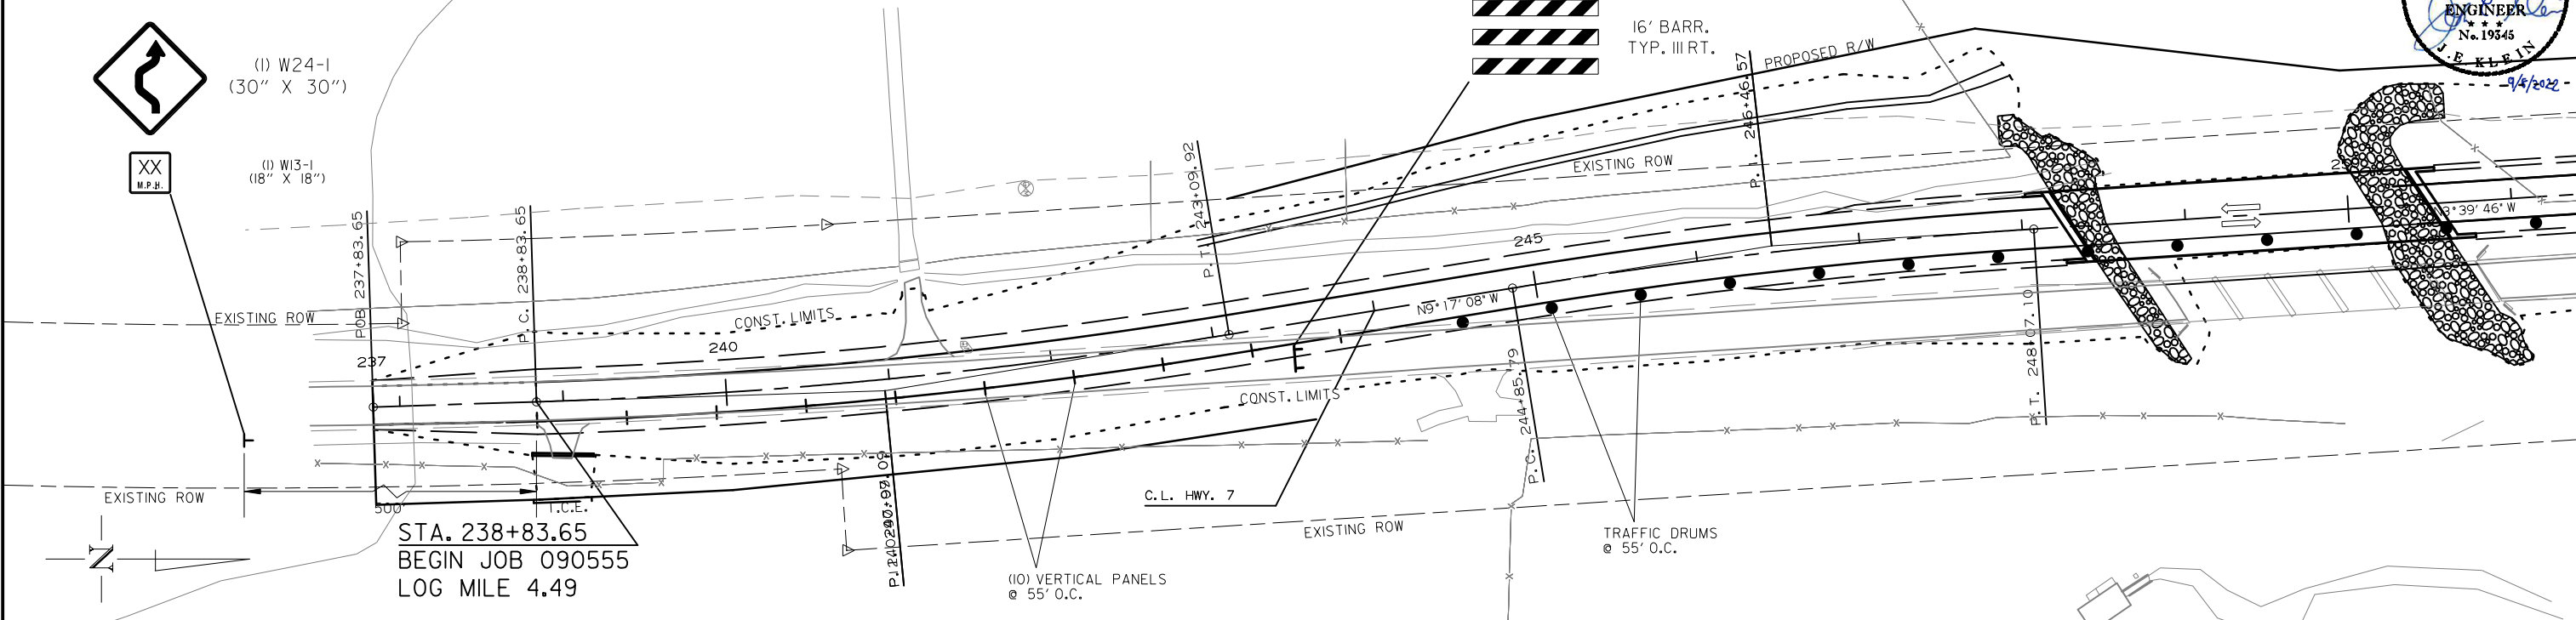 (1) W24-1
(30" X 30")
XX
M.P.H.
(1) W13-1
(18" X 18")
16' BARR.
TYP. III RT.
ENGINEER
No. 19345
J.E. KLEIN
9/8/2022
PROPOSED R/W
EXISTING ROW
POB 237+83.65
P.C. 238+83.65
P.T. 243+09.92
P.I. 246+46.57
EXISTING ROW
CONST. LIMITS
237
240
245
N9°17'08"W
3°39'46"W
CONST. LIMITS
P.C. 244+85.79
P.T. 248+07.10
EXISTING ROW
500'
T.C.E.
STA. 238+83.65
BEGIN JOB 090555
LOG MILE 4.49
C.L. HWY. 7
(10) VERTICAL PANELS
@ 55' O.C.
EXISTING ROW
TRAFFIC DRUMS
@ 55' O.C.